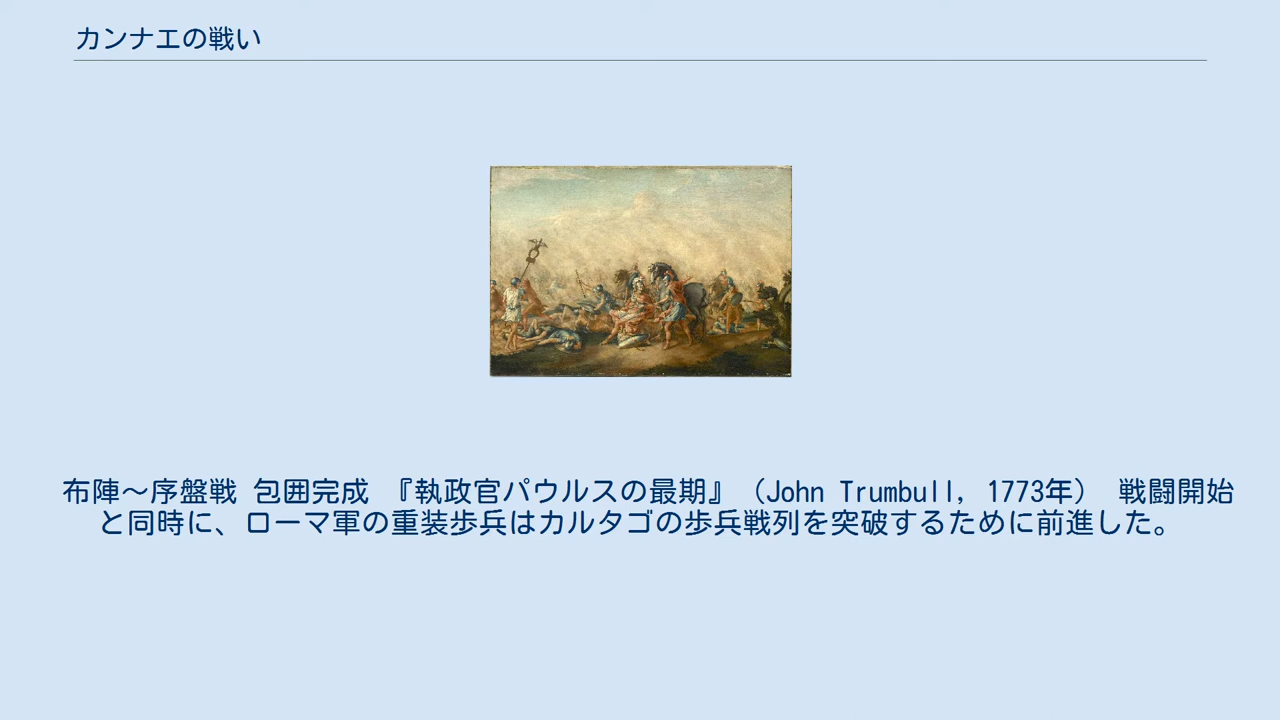 カンナエの戦い
布陣～序盤戦 包囲完成 『執政官パウルスの最期』（John Trumbull, 1773年） 戦闘開始
と同時に、ローマ軍の重装歩兵はカルタゴの歩兵戦列を突破するために前進した。